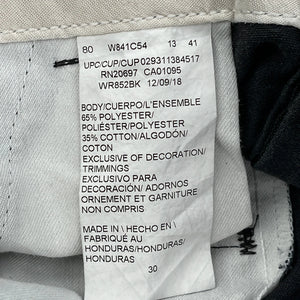 80 W841C54 13 41
UPC/CUP/CUP029311384517
RN20697 CA01095
WR852BK 12/09/18
BODY/CUERPO/L'ENSEMBLE
65% POLYESTER/
POLIÉSTER/POLYESTER
35% COTTON/ALGODÓN/
COTON
EXCLUSIVE OF DECORATION/
TRIMMINGS
EXCLUSIVO PARA
DECORACIÓN/ ADORNOS
ORNEMENT ET GARNITURE
NON INCLUS
MADE IN \ HECHO EN \
FABRIQUÉ AU
HONDURAS/HONDURAS/
HONDURAS
30